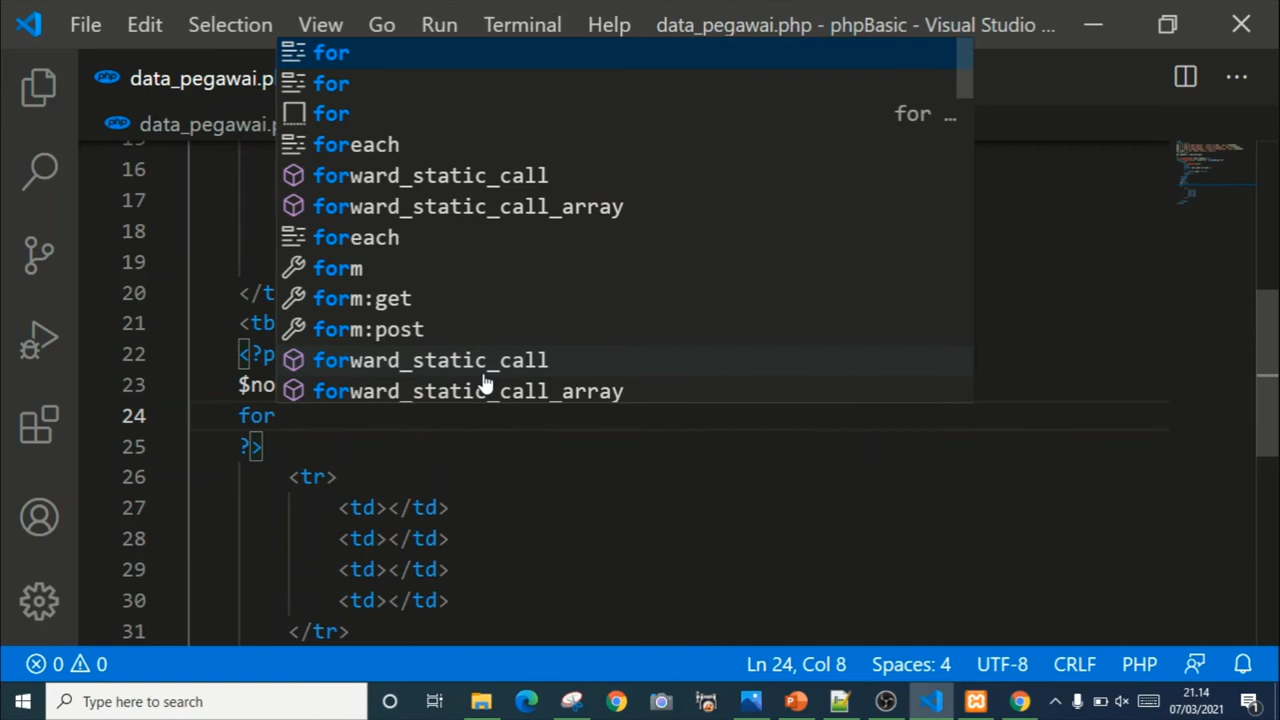 File Edit Selection View Go Run Terminal Help data_pegawai.php - phpBasic - Visual Studio ...
php data_pegawai.p
php data_pegawai.
for
for
for for ...
foreach
forward_static_call
forward_static_call_array
foreach
form
form:get
form:post
forward_static_call
forward_static_call_array
16
17
18
19
20 </t
21 <tb
22 <?p
23 $no
24 for
25 ?>
26 <tr>
27 <td></td>
28 <td></td>
29 <td></td>
30 <td></td>
31 </tr>
0 0 Ln 24, Col 8 Spaces: 4 UTF-8 CRLF PHP
Type here to search 21.14
07/03/2021 1